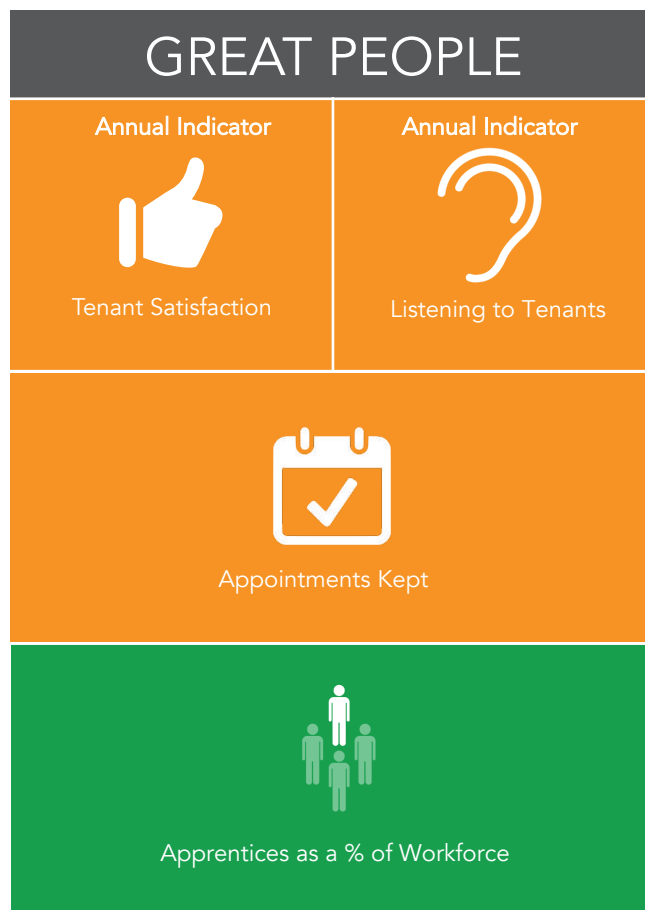 GREAT PEOPLE
Annual Indicator
Tenant Satisfaction
Annual Indicator
Listening to Tenants
Appointments Kept
Apprentices as a % of Workforce